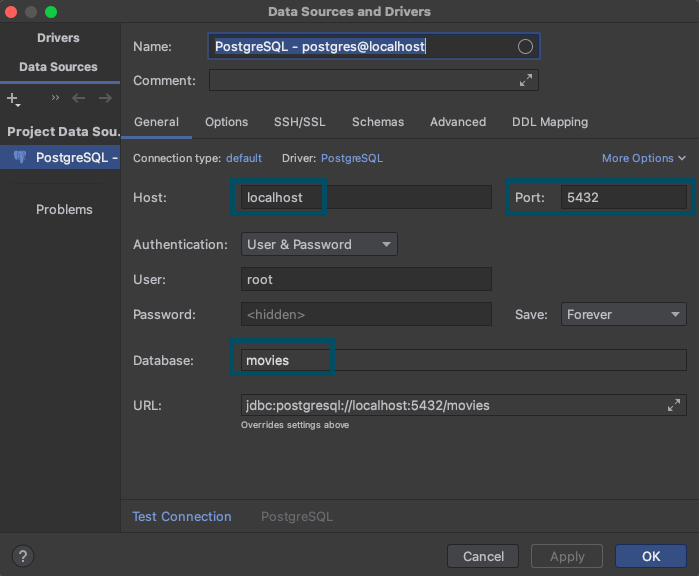 Data Sources and Drivers
Drivers
Data Sources
Project Data Sou...
PostgreSQL -
Problems
Name: PostgreSQL – postgres@localhost
Comment:
General Options SSH/SSL Schemas Advanced DDL Mapping
Connection type: default Driver: PostgreSQL More Options
Host: localhost Port: 5432
Authentication: User & Password
User: root
Password: <hidden> Save: Forever
Database: movies
URL: jdbc:postgresql://localhost:5432/movies
Overrides settings above
Test Connection PostgreSQL
? Cancel Apply OK